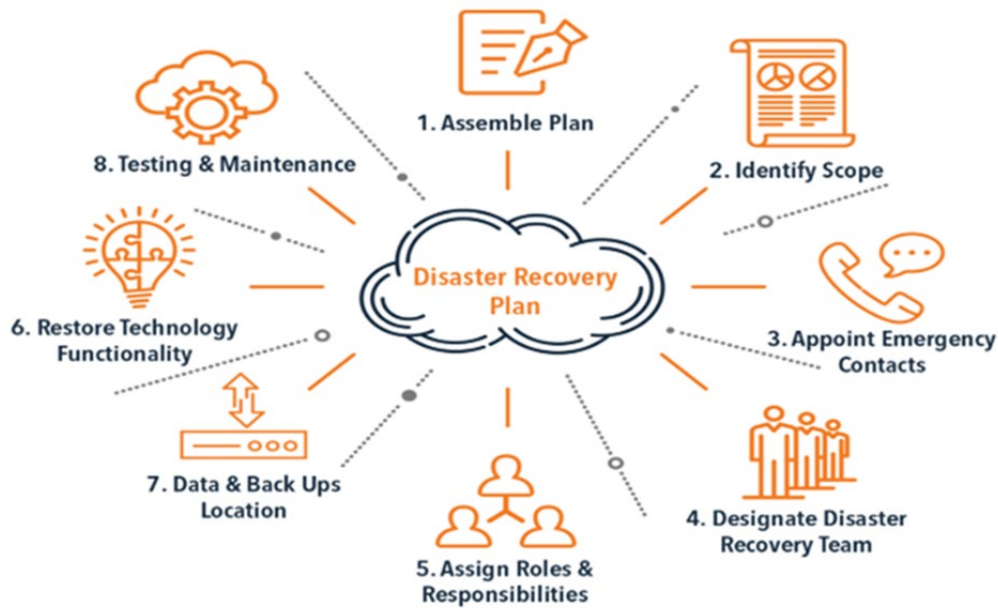 1. Assemble Plan
2. Identify Scope
3. Appoint Emergency
Contacts
4. Designate Disaster
Recovery Team
5. Assign Roles &
Responsibilities
7. Data & Back Ups
Location
6. Restore Technology
Functionality
8. Testing & Maintenance
Disaster Recovery
Plan